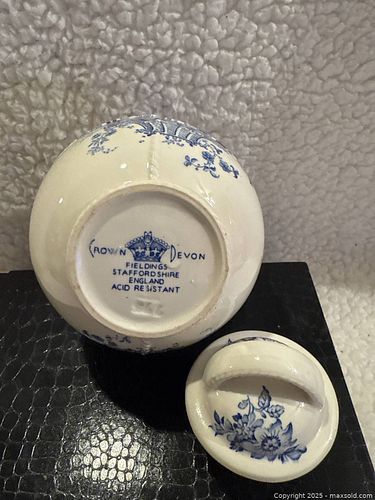 CROWN DEVON
FIELDINGS
STAFFORDSHIRE
ENGLAND
ACID RESISTANT
Copyright 2025 - maxsold.com